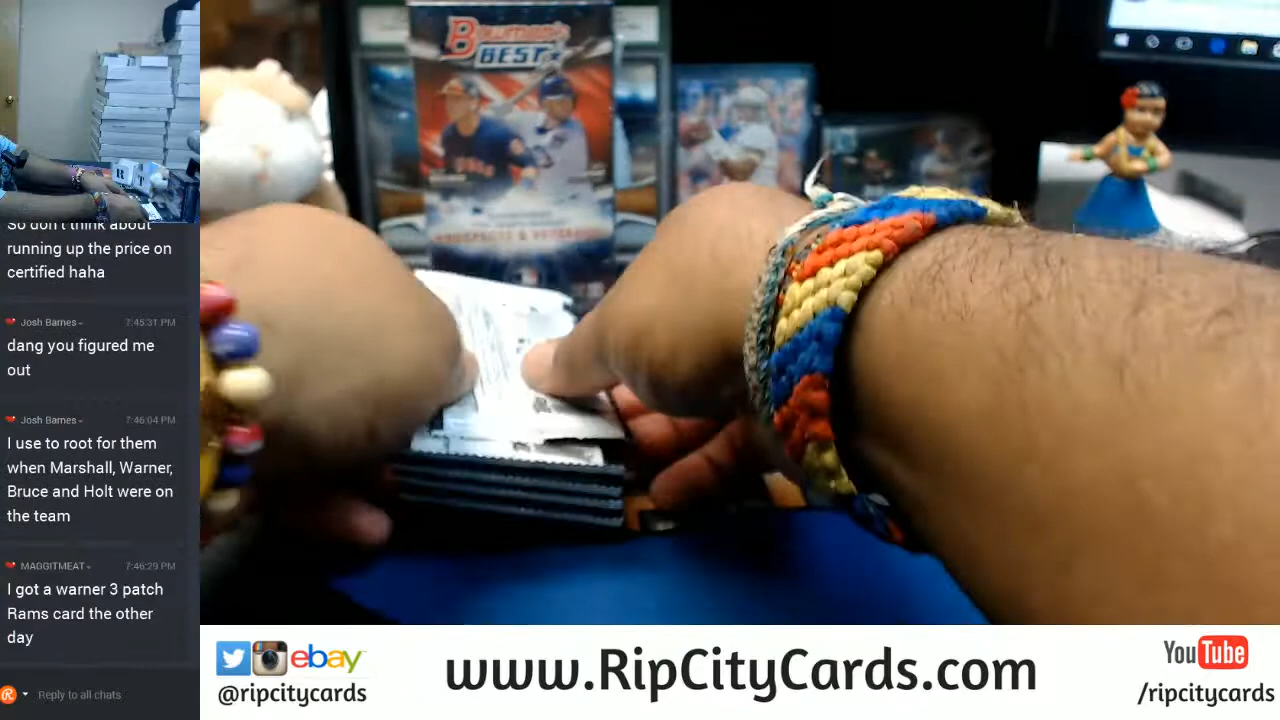 So don't think about
running up the price on
certified haha
Josh Barnes
7:45:31 PM
dang you figured me
out
Josh Barnes
7:46:04 PM
I use to root for them
when Marshall, Warner,
Bruce and Holt were on
the team
MAGGITMEAT
7:46:29 PM
I got a warner 3 patch
Rams card the other
day
Reply to all chats
Bowman's
BEST
R T
ebay
@ripcitycards
www.RipCityCards.com
YouTube
/ripcitycards